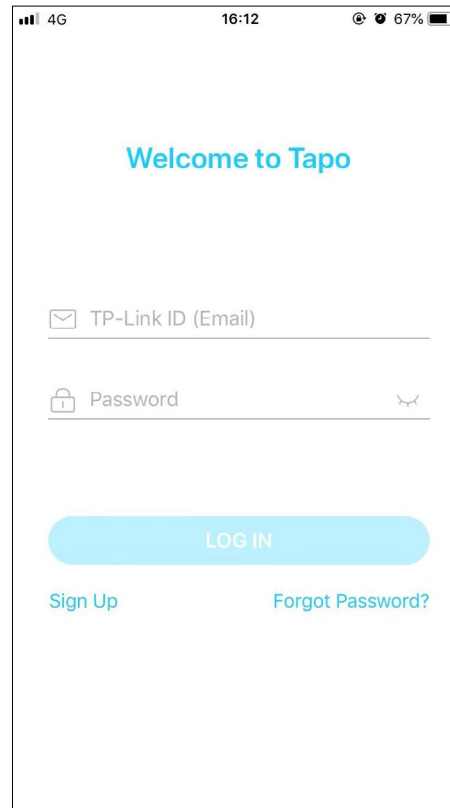 4G 16:12 67%
Welcome to Tapo
TP-Link ID (Email)
Password
LOG IN
Sign Up Forgot Password?